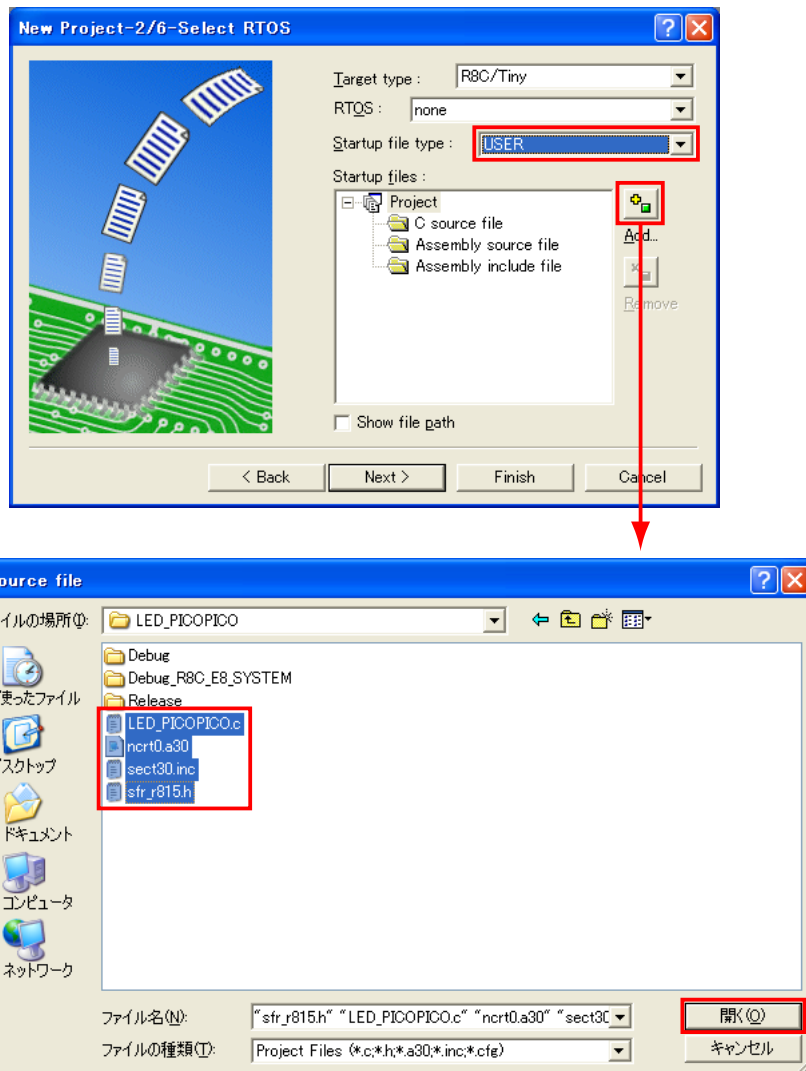 New Project-2/6-Select RTOS
Target type :
R8C/Tiny
RTOS :
none
Startup file type :
USER
Startup files :
Project
C source file
Assembly source file
Assembly include file
Add...
Remove
Show file path
< Back
Next >
Finish
Cancel
ource file
イルの場所(I):
LED_PICOPICO
Debug
Debug_R8C_E8_SYSTEM
Release
LED_PICOPICO.c
ncrt0.a30
sect30.inc
sfr_r815.h
使ったファイル
スクトップ
ドキュメント
コンピュータ
ネットワーク
ファイル名(N):
"sfr_r815.h" "LED_PICOPICO.c" "ncrt0.a30" "sect30
開く(O)
ファイルの種類(T):
Project Files (*.c;*.h;*.a30;*.inc;*.cfg)
キャンセル